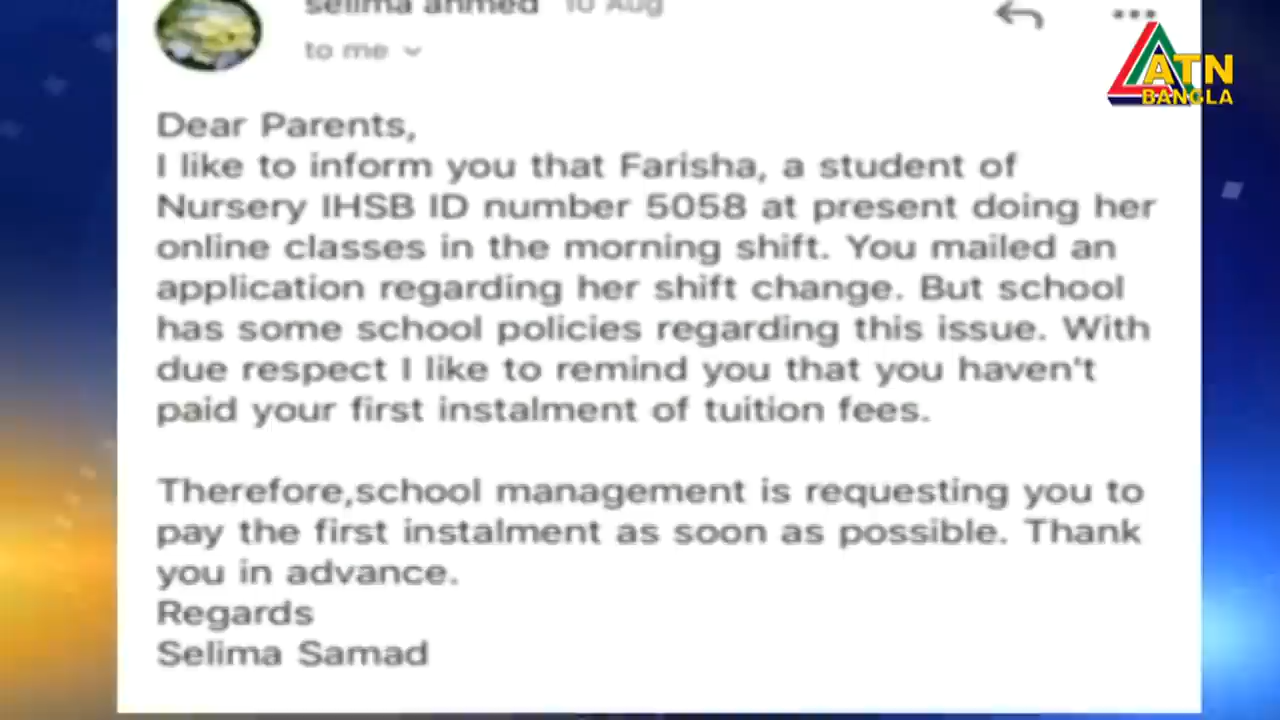 selima ahmed 10 Aug
to me
ATN
BANGLA
Dear Parents,
I like to inform you that Farisha, a student of
Nursery IHSB ID number 5058 at present doing her
online classes in the morning shift. You mailed an
application regarding her shift change. But school
has some school policies regarding this issue. With
due respect I like to remind you that you haven't
paid your first instalment of tuition fees.
Therefore,school management is requesting you to
pay the first instalment as soon as possible. Thank
you in advance.
Regards
Selima Samad